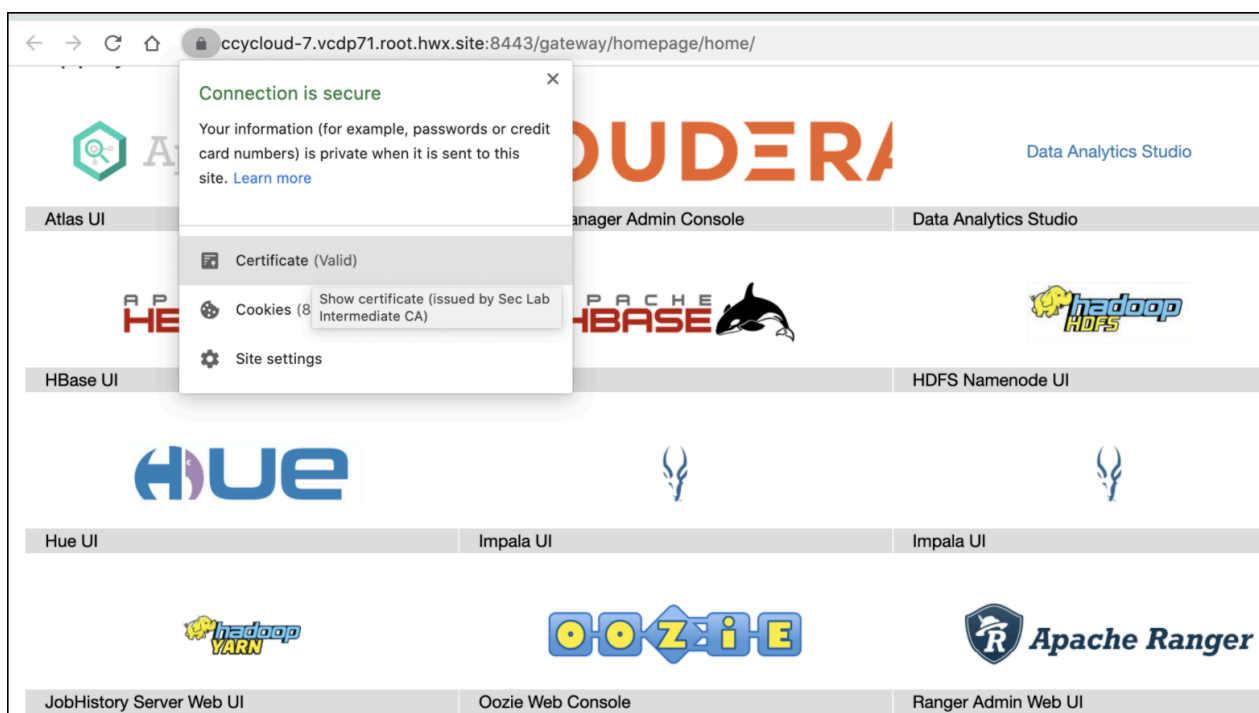 ccycloud-7.vcdp71.root.hwx.site:8443/gateway/homepage/home/
Connection is secure
Your information (for example, passwords or credit
card numbers) is private when it is sent to this
site. Learn more
Certificate (Valid)
Cookies (8
Show certificate (issued by Sec Lab
Intermediate CA)
Site settings
OUDERA
Data Analytics Studio
Atlas UI
anager Admin Console
Data Analytics Studio
AP
HE
PACHE
HBASE
hadoop
HDFS
HBase UI
HDFS Namenode UI
HUE
Hue UI
Impala UI
Impala UI
hadoop
YARN
OOZiE
Apache Ranger
JobHistory Server Web UI
Oozie Web Console
Ranger Admin Web UI